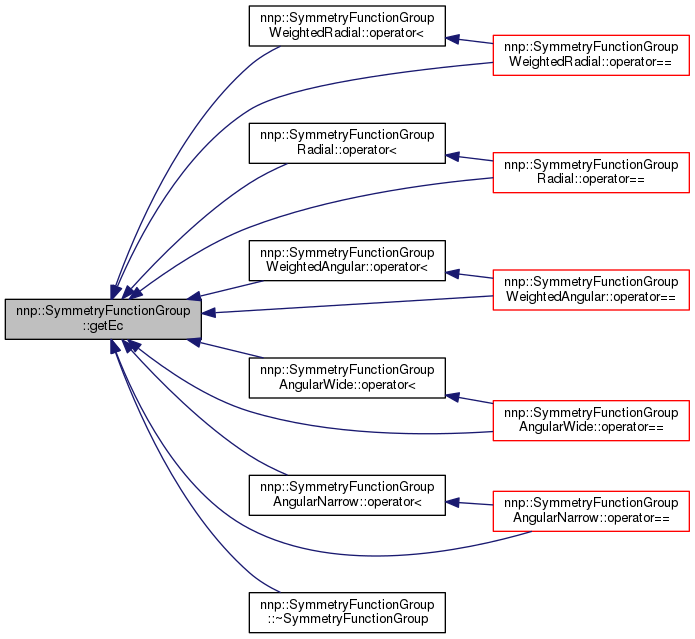 nnp::SymmetryFunctionGroup
::getEc
nnp::SymmetryFunctionGroup
WeightedRadial::operator<
nnp::SymmetryFunctionGroup
WeightedRadial::operator==
nnp::SymmetryFunctionGroup
Radial::operator<
nnp::SymmetryFunctionGroup
Radial::operator==
nnp::SymmetryFunctionGroup
WeightedAngular::operator<
nnp::SymmetryFunctionGroup
WeightedAngular::operator==
nnp::SymmetryFunctionGroup
AngularWide::operator<
nnp::SymmetryFunctionGroup
AngularWide::operator==
nnp::SymmetryFunctionGroup
AngularNarrow::operator<
nnp::SymmetryFunctionGroup
AngularNarrow::operator==
nnp::SymmetryFunctionGroup
::~SymmetryFunctionGroup